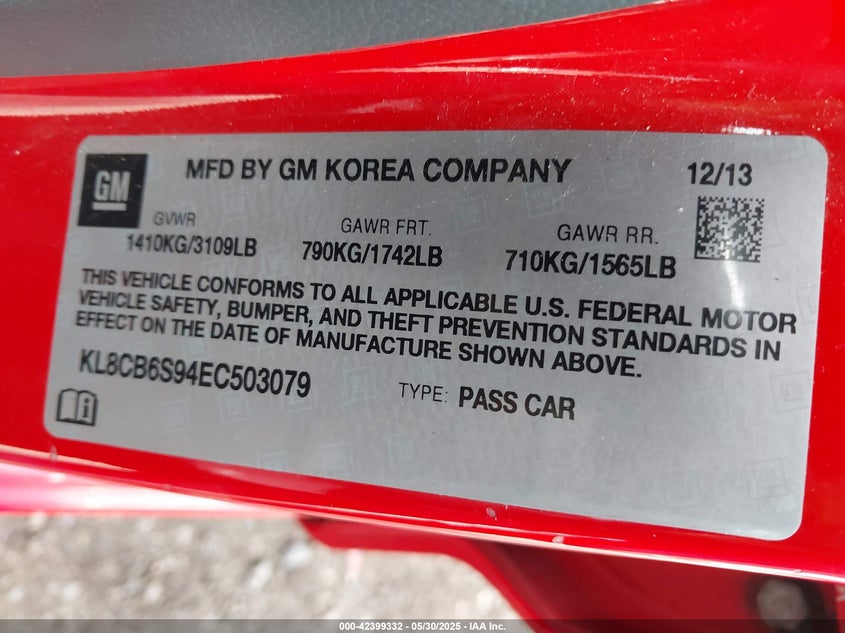 GM
MFD BY GM KOREA COMPANY
12/13
GVWR
1410KG/3109LB
GAWR FRT.
790KG/1742LB
GAWR RR.
710KG/1565LB
THIS VEHICLE CONFORMS TO ALL APPLICABLE U.S. FEDERAL MOTOR
VEHICLE SAFETY, BUMPER, AND THEFT PREVENTION STANDARDS IN
EFFECT ON THE DATE OF MANUFACTURE SHOWN ABOVE.
KL8CB6S94EC503079
TYPE: PASS CAR
000-42399332 - 05/30/2025 - IAA Inc.